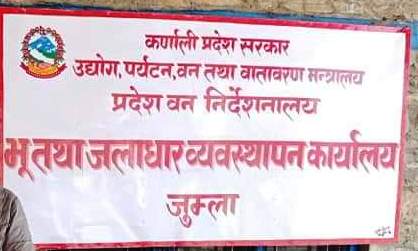 कर्णाली प्रदेश सरकार
उद्योग, पर्यटन, वन तथा वातावरण मन्त्रालय
प्रदेश वन निर्देशनालय
भू तथा जलाधार व्यवस्थापन कार्यालय
जुम्ला